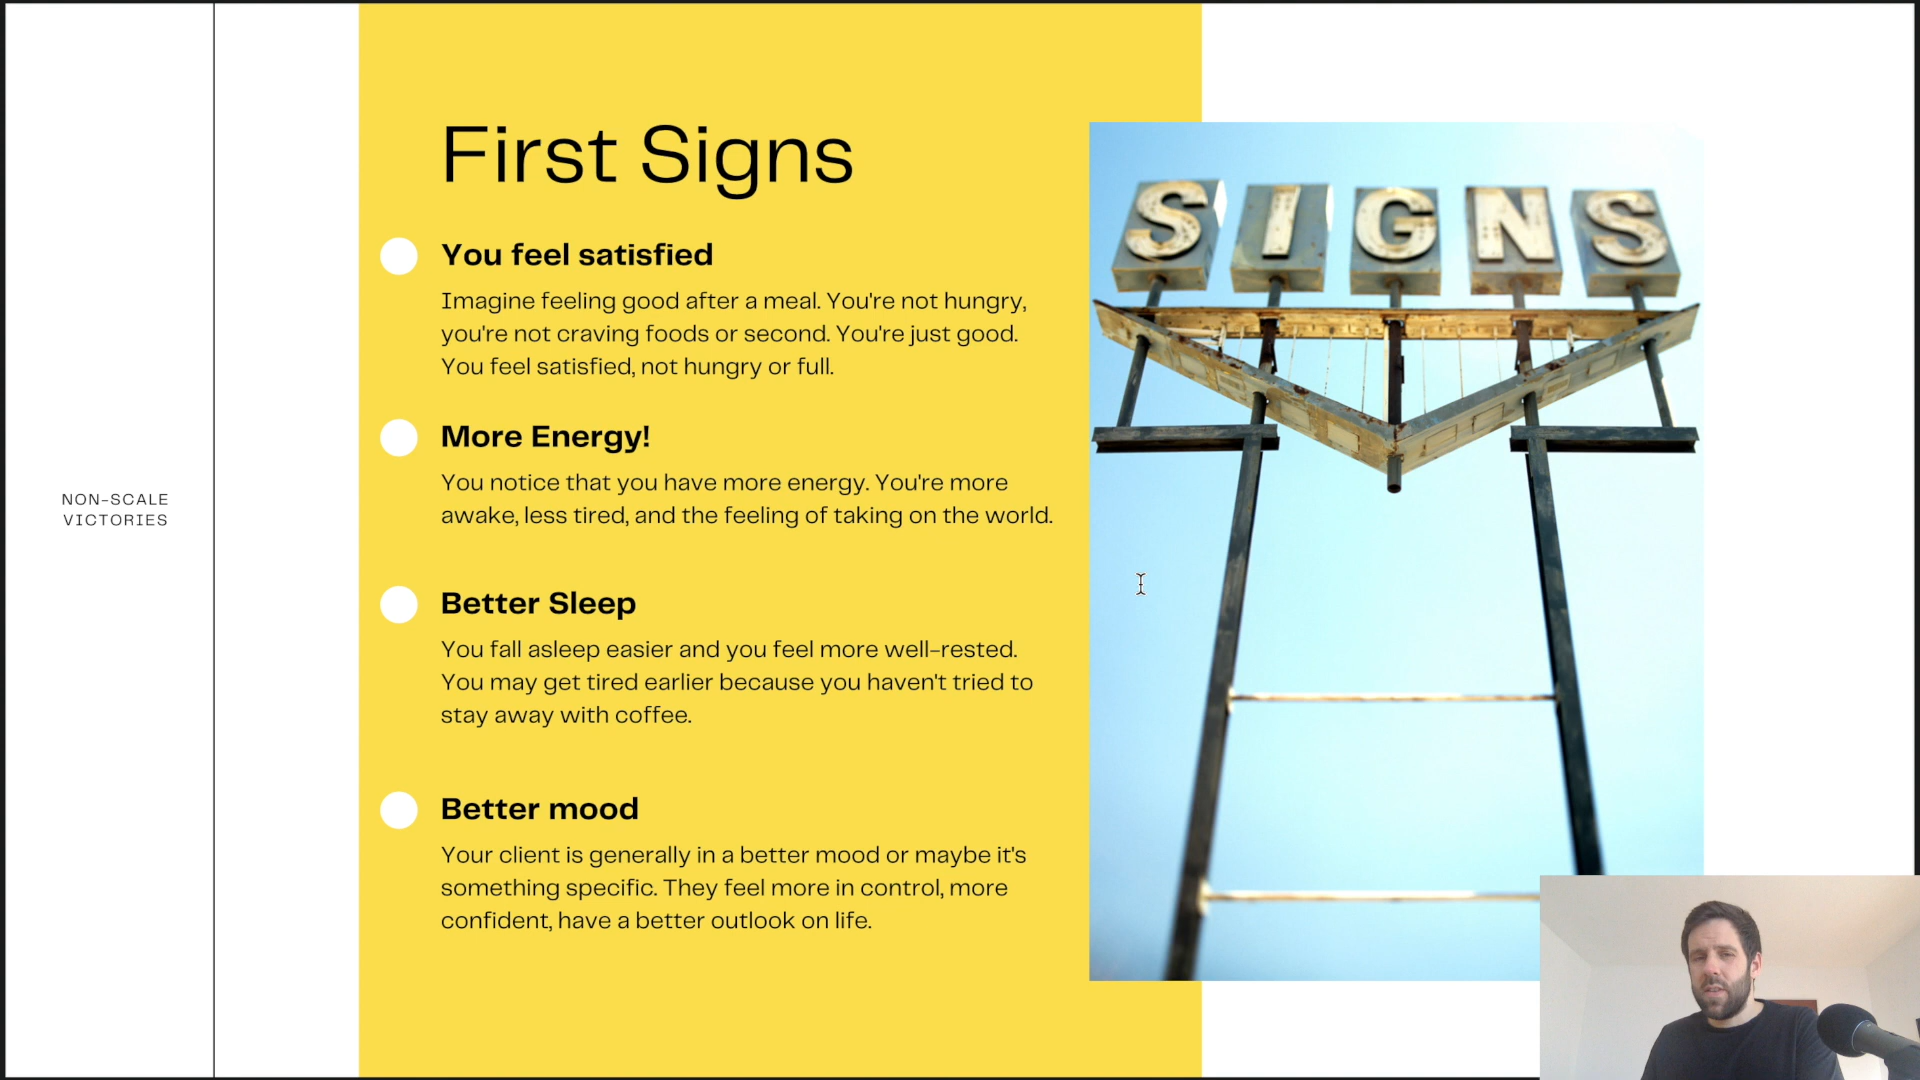 NON-SCALE
VICTORIES
First Signs
You feel satisfied
Imagine feeling good after a meal. You're not hungry,
you're not craving foods or second. You're just good.
You feel satisfied, not hungry or full.
More Energy!
You notice that you have more energy. You're more
awake, less tired, and the feeling of taking on the world.
Better Sleep
You fall asleep easier and you feel more well-rested.
You may get tired earlier because you haven't tried to
stay away with coffee.
Better mood
Your client is generally in a better mood or maybe it's
something specific. They feel more in control, more
confident, have a better outlook on life.
SIGNS